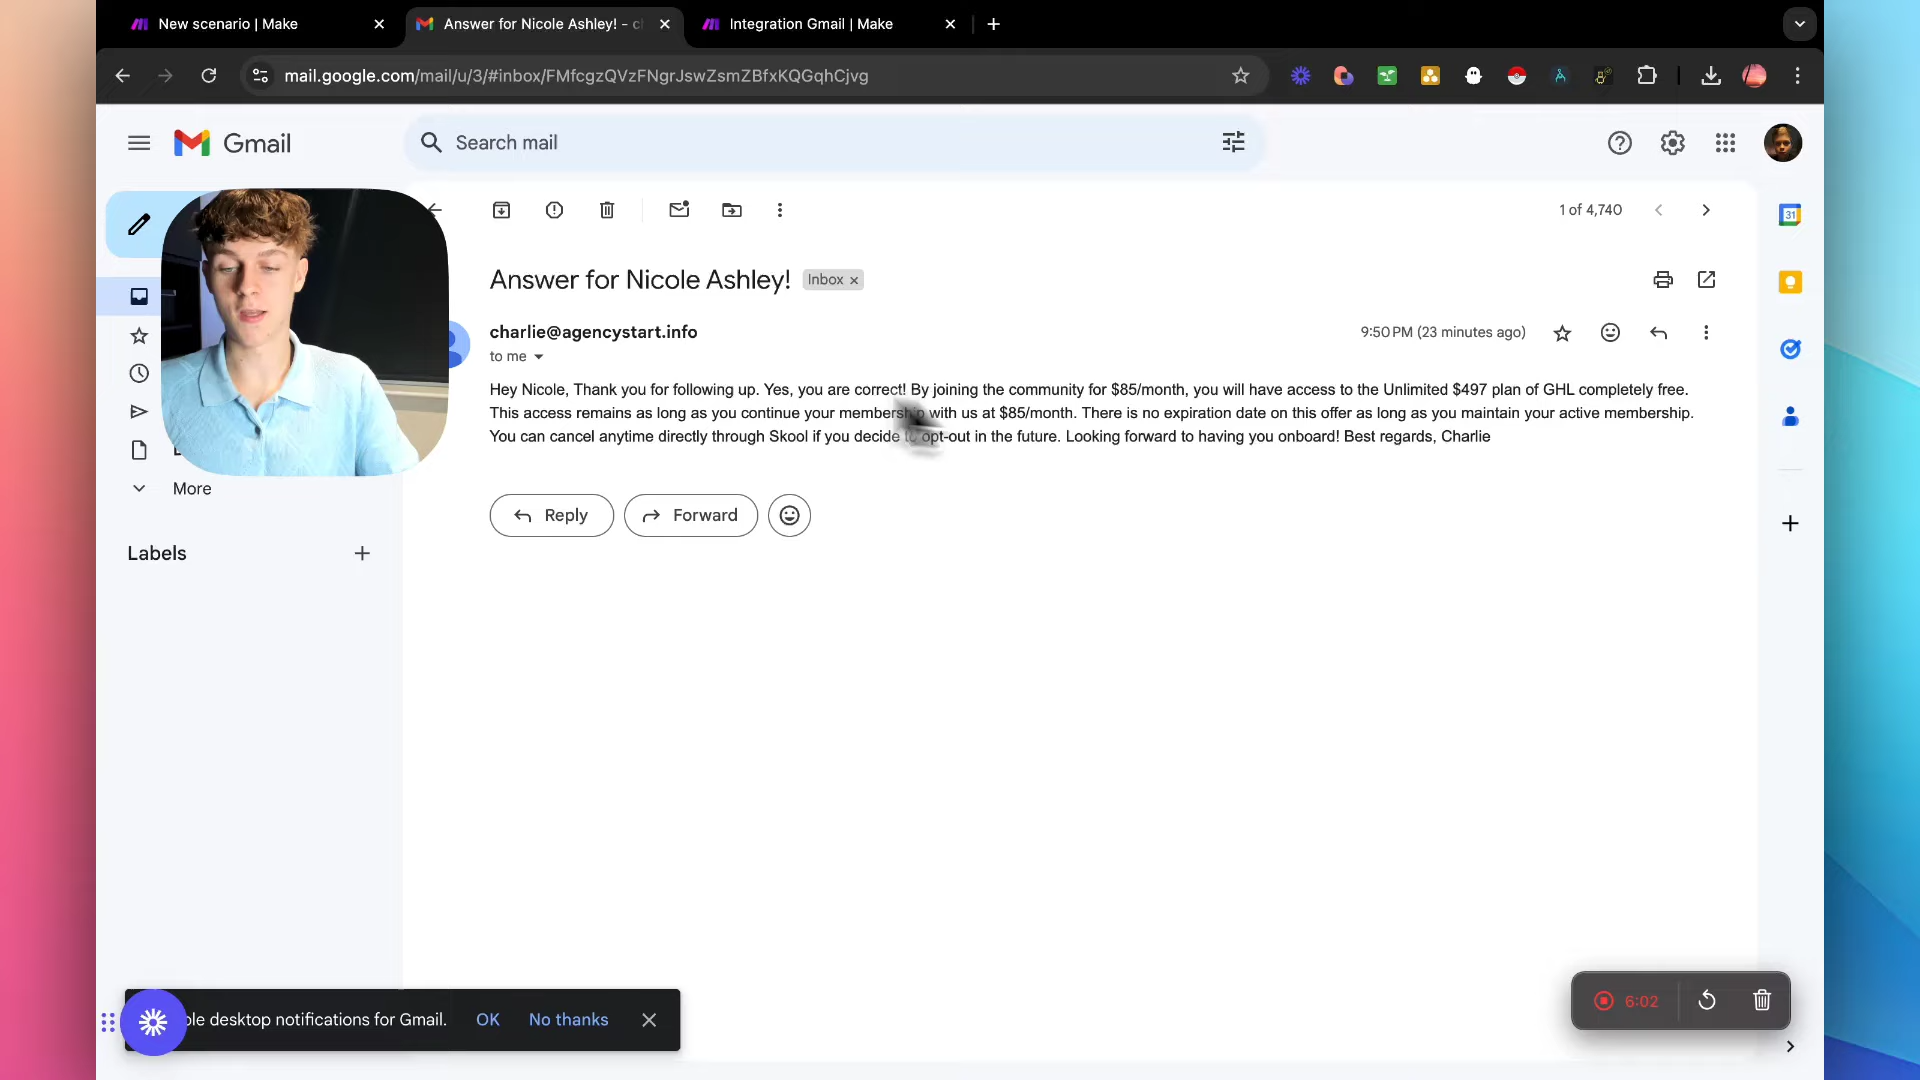 New scenario | Make
Answer for Nicole Ashley! - c
Integration Gmail | Make
mail.google.com/mail/u/3/#inbox/FMfcgzQVzFNgrJswZsmZBfxKQGqhCjvg
Gmail
Search mail
1 of 4,740
31
Answer for Nicole Ashley!
Inbox
charlie@agencystart.info
9:50 PM (23 minutes ago)
to me
Hey Nicole, Thank you for following up. Yes, you are correct! By joining the community for $85/month, you will have access to the Unlimited $497 plan of GHL completely free.
This access remains as long as you continue your membership with us at $85/month. There is no expiration date on this offer as long as you maintain your active membership.
You can cancel anytime directly through Skool if you decide to opt-out in the future. Looking forward to having you onboard! Best regards, Charlie
More
Reply
Forward
Labels
ble desktop notifications for Gmail.
OK
No thanks
6:02